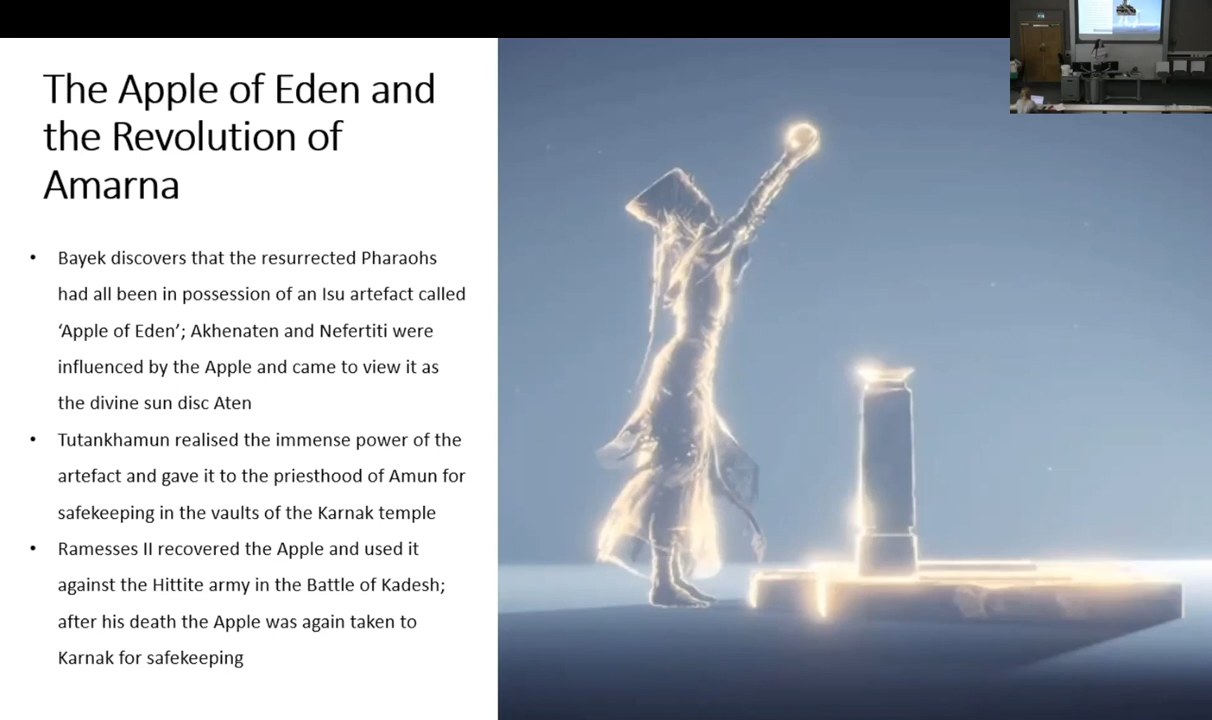 The Apple of Eden and
the Revolution of
Amarna
• Bayek discovers that the resurrected Pharaohs
had all been in possession of an Isu artefact called
‘Apple of Eden’; Akhenaten and Nefertiti were
influenced by the Apple and came to view it as
the divine sun disc Aten
• Tutankhamun realised the immense power of the
artefact and gave it to the priesthood of Amun for
safekeeping in the vaults of the Karnak temple
• Ramesses II recovered the Apple and used it
against the Hittite army in the Battle of Kadesh;
after his death the Apple was again taken to
Karnak for safekeeping